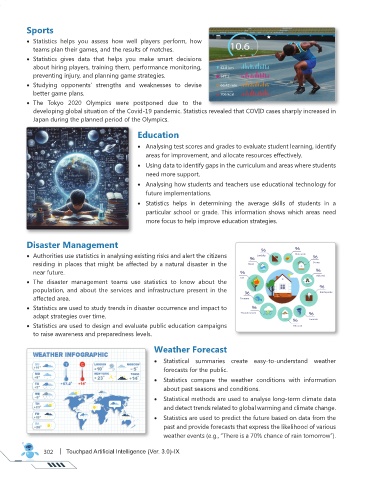 Sports
• Statistics helps you assess how well players perform, how
teams plan their games, and the results of matches.
• Statistics gives data that helps you make smart decisions
about hiring players, training them, performance monitoring,
preventing injury, and planning game strategies.
• Studying opponents' strengths and weaknesses to devise
better game plans.
• The Tokyo 2020 Olympics were postponed due to the
developing global situation of the Covid-19 pandemic. Statistics revealed that COVID cases sharply increased in
Japan during the planned period of the Olympics.
10.6
Education
• Analysing test scores and grades to evaluate student learning, identify
areas for improvement, and allocate resources effectively.
• Using data to identify gaps in the curriculum and areas where students
need more support.
• Analysing how students and teachers use educational technology for
future implementations.
• Statistics helps in determining the average skills of students in a
particular school or grade. This information shows which areas need
more focus to help improve education strategies.
Disaster Management
• Authorities use statistics in analysing existing risks and alert the citizens
residing in places that might be affected by a natural disaster in the
near future.
• The disaster management teams use statistics to know about the
population, and about the services and infrastructure present in the
affected area.
• Statistics are used to study trends in disaster occurrence and impact to
adapt strategies over time.
• Statistics are used to design and evaluate public education campaigns
to raise awareness and preparedness levels.
Weather Forecast
• Statistical summaries create easy-to-understand weather
forecasts for the public.
• Statistics compare the weather conditions with information
about past seasons and conditions.
• Statistical methods are used to analyse long-term climate data
and detect trends related to global warming and climate change.
• Statistics are used to predict the future based on data from the
past and provide forecasts that express the likelihood of various
weather events (e.g., "There is a 70% chance of rain tomorrow").
WEATHER INFOGRAPHIC
302 | Touchpad Artificial Intelligence (Ver. 3.0)-IX